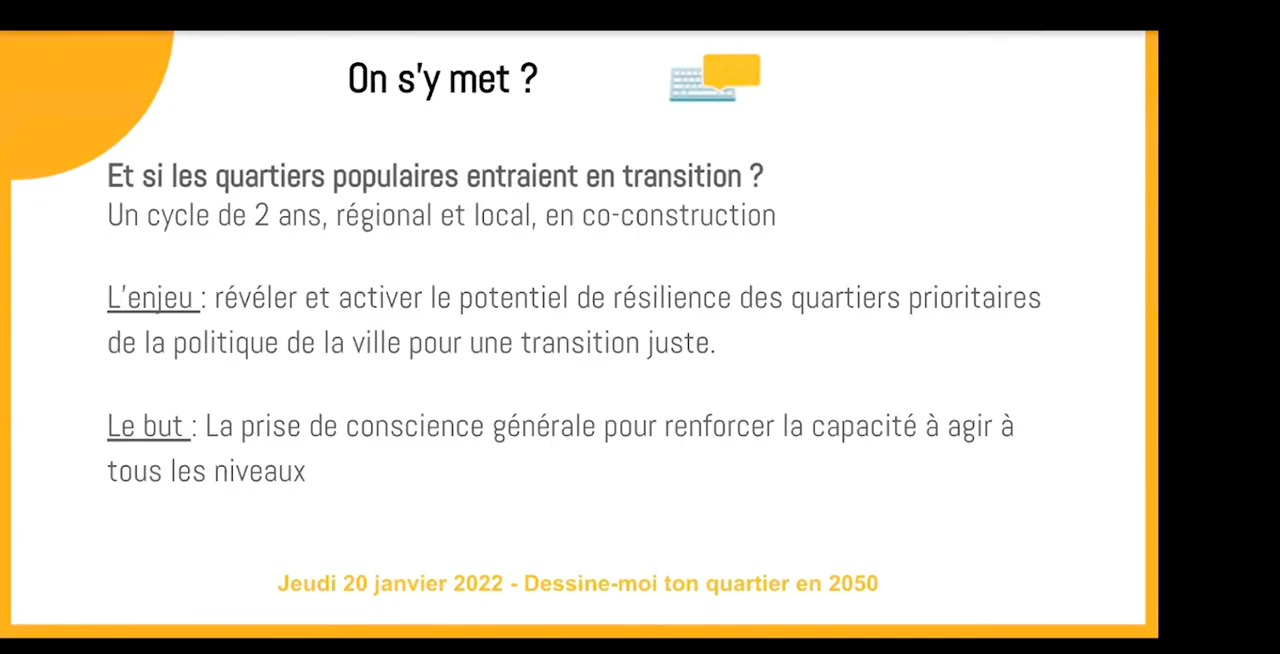 On s'y met ?
Et si les quartiers populaires entraient en transition ?
Un cycle de 2 ans, régional et local, en co-construction
L'enjeu : révéler et activer le potentiel de résilience des quartiers prioritaires
de la politique de la ville pour une transition juste.
Le but : La prise de conscience générale pour renforcer la capacité à agir à
tous les niveaux
Jeudi 20 janvier 2022 - Dessine-moi ton quartier en 2050